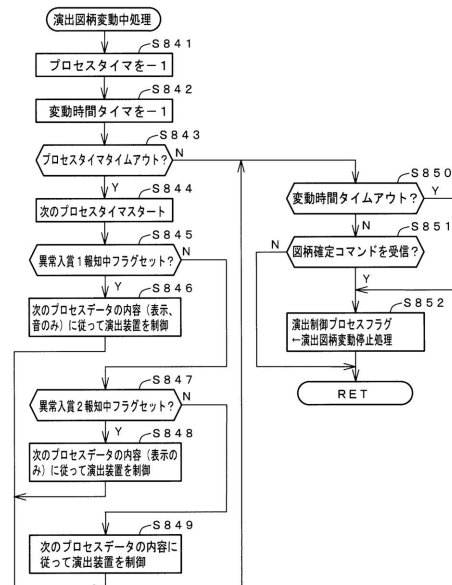 演出図柄変動中処理
S841
プロセスタイマを－1
S842
変動時間タイマを－1
S843
プロセスタイマタイムアウト？
N
Y
S844
次のプロセスタイマスタート
S845
異常入賞1報知中フラグセット？
N
Y
S846
次のプロセスデータの内容（表示、
音のみ）に従って演出装置を制御
S847
異常入賞2報知中フラグセット？
N
Y
S848
次のプロセスデータの内容（表示の
み）に従って演出装置を制御
S849
次のプロセスデータの内容に
従って演出装置を制御
S850
変動時間タイムアウト？
Y
N
S851
図柄確定コマンドを受信？
N
Y
S852
演出制御プロセスフラグ
←演出図柄変動停止処理
RET